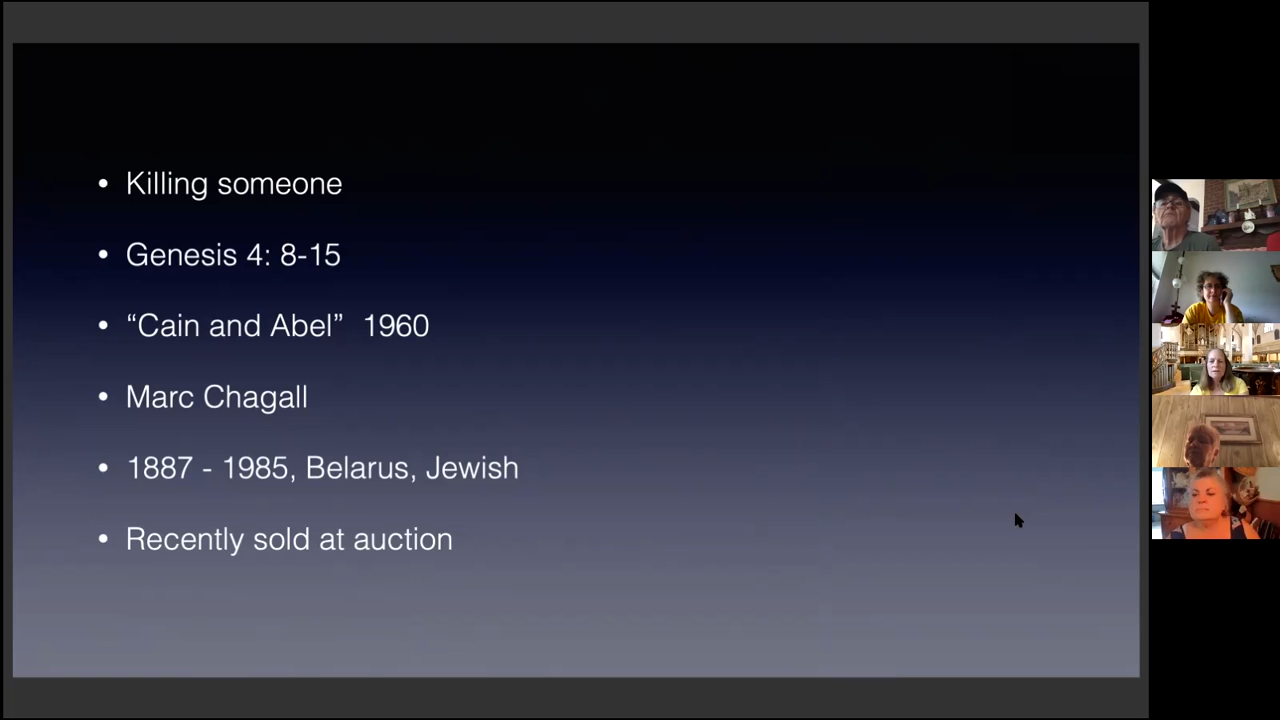 • Killing someone
• Genesis 4: 8-15
• “Cain and Abel”  1960
• Marc Chagall
• 1887 - 1985, Belarus, Jewish
• Recently sold at auction